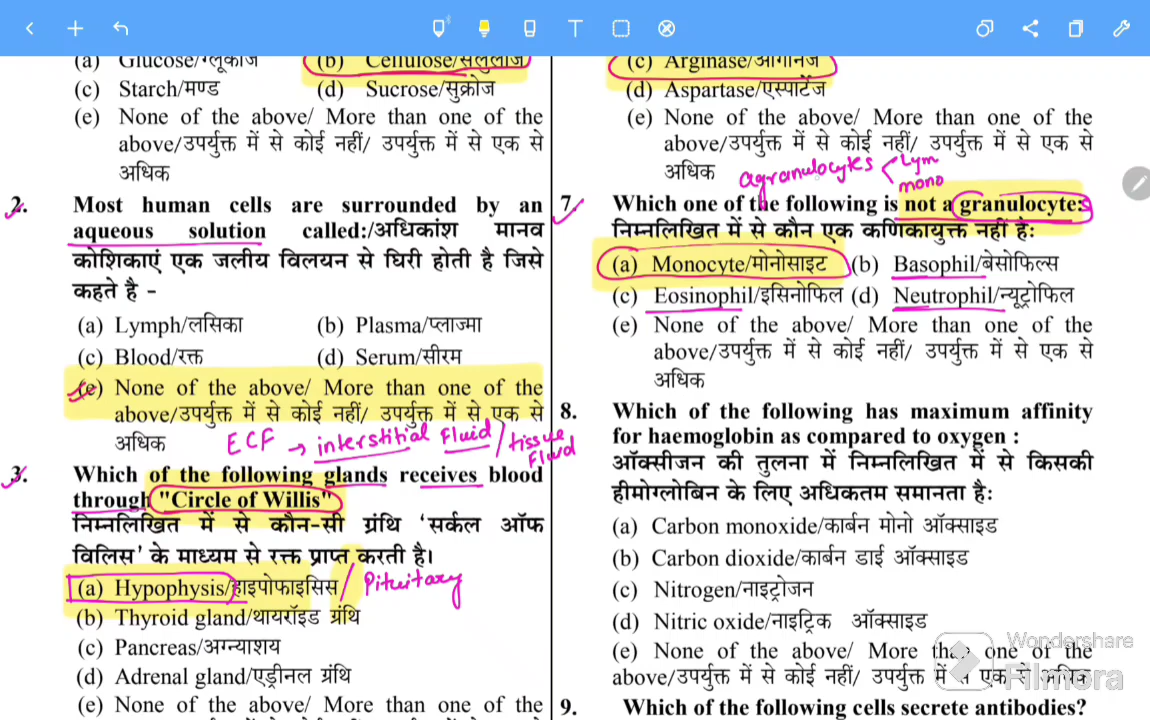 (a) Glucose/ग्लूकोज (b) Cellulose/सेलुलोज
(c) Starch/मण्ड (d) Sucrose/सुक्रोज
(e) None of the above/ More than one of the
above/उपर्युक्त में से कोई नहीं/ उपर्युक्त में से एक से
अधिक
2. Most human cells are surrounded by an
aqueous solution called:/अधिकांश मानव
कोशिकाएं एक जलीय विलयन से घिरी होती है जिसे
कहते है -
(a) Lymph/लसिका (b) Plasma/प्लाज्मा
(c) Blood/रक्त (d) Serum/सीरम
(e) None of the above/ More than one of the
above/उपर्युक्त में से कोई नहीं/ उपर्युक्त में से एक से
अधिक
ECF → interstitial Fluid / tissue
Fluid
3. Which of the following glands receives blood
through "Circle of Willis"
निम्नलिखित में से कौन-सी ग्रंथि 'सर्कल ऑफ
विलिस' के माध्यम से रक्त प्राप्त करती है।
(a) Hypophysis/हाइपोफाइसिस / Pituitary
(b) Thyroid gland/थायरॉइड ग्रंथि
(c) Pancreas/अग्न्याशय
(d) Adrenal gland/एड्रीनल ग्रंथि
(e) None of the above/ More than one of the
(c) Arginase/आर्गीनेज
(d) Aspartase/एस्पार्टेज
(e) None of the above/ More than one of the
above/उपर्युक्त में से कोई नहीं/ उपर्युक्त में से एक से
अधिक
agranulocytes < Lym
mono
7. Which one of the following is not a granulocyte:
निम्नलिखित में से कौन एक कणिकायुक्त नहीं है:
(a) Monocyte/मोनोसाइट (b) Basophil/बेसोफिल्स
(c) Eosinophil/इसिनोफिल (d) Neutrophil/न्यूट्रोफिल
(e) None of the above/ More than one of the
above/उपर्युक्त में से कोई नहीं/ उपर्युक्त में से एक से
अधिक
8. Which of the following has maximum affinity
for haemoglobin as compared to oxygen :
ऑक्सीजन की तुलना में निम्नलिखित में से किसकी
हीमोग्लोबिन के लिए अधिकतम समानता है:
(a) Carbon monoxide/कार्बन मोनो ऑक्साइड
(b) Carbon dioxide/कार्बन डाई ऑक्साइड
(c) Nitrogen/नाइट्रोजन
(d) Nitric oxide/नाइट्रिक ऑक्साइड
(e) None of the above/ More than one of the
above/उपर्युक्त में से कोई नहीं/ उपर्युक्त में से एक से अधिक
Wondershare
Filmora
9. Which of the following cells secrete antibodies?